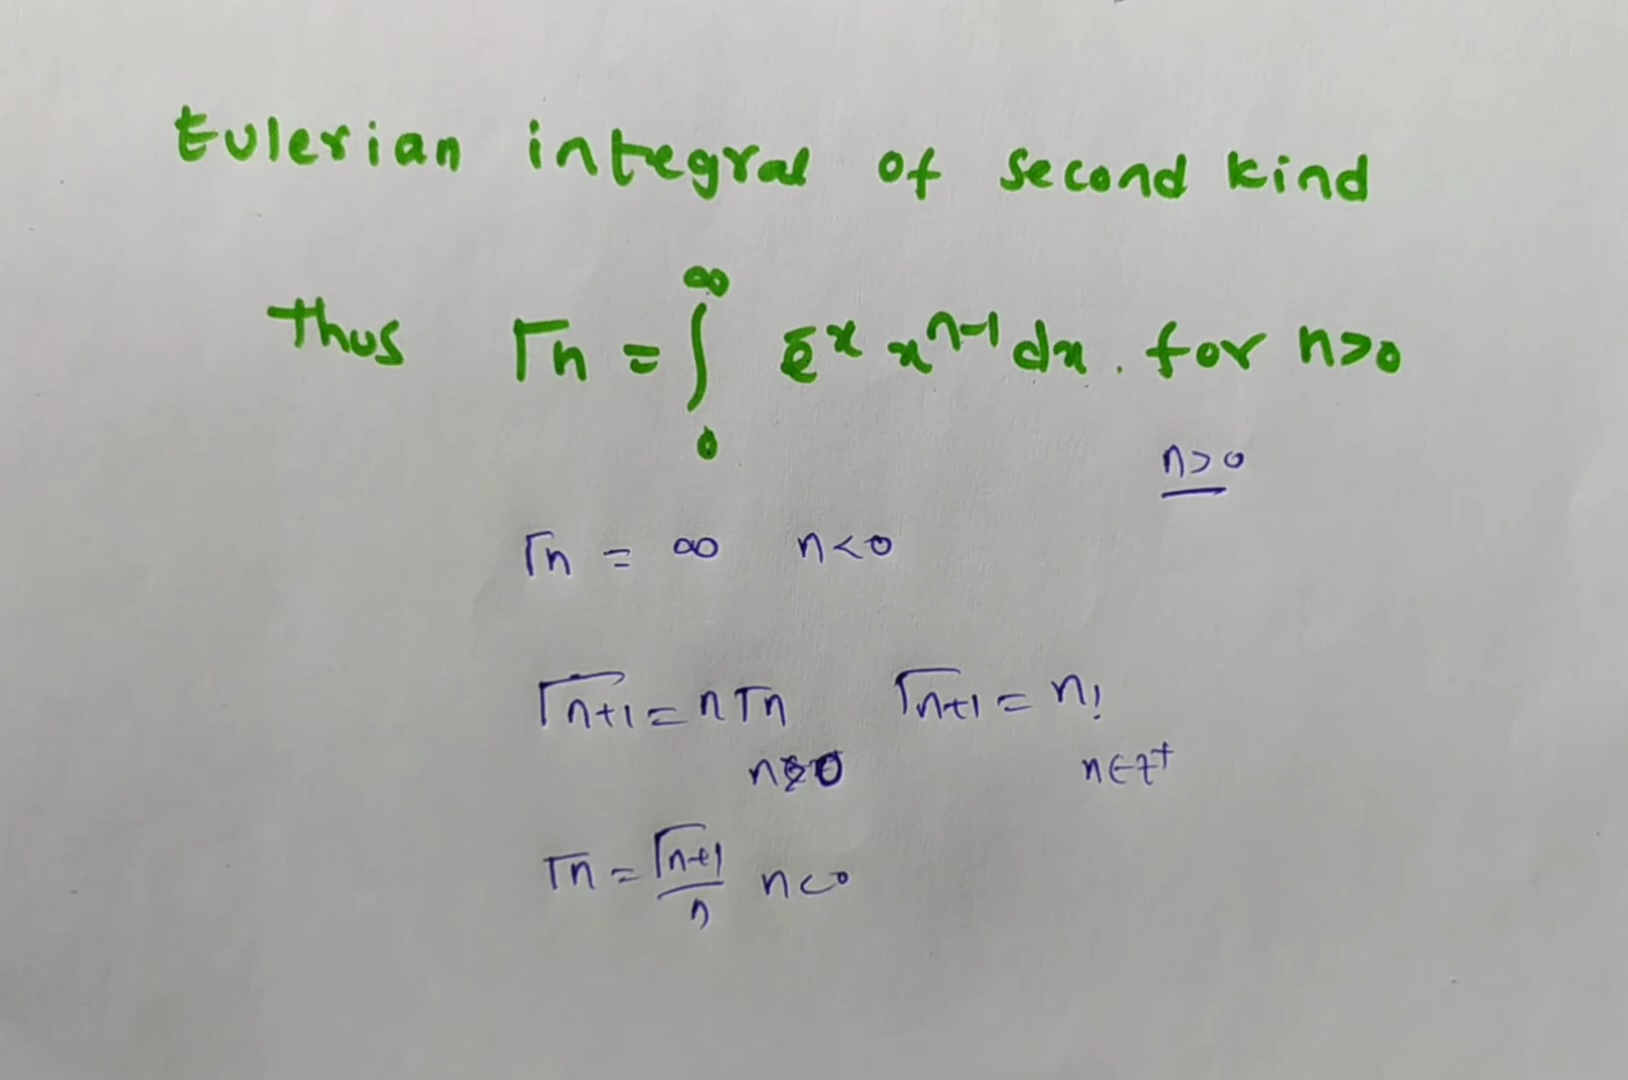 Eulerian integral of second kind
Thus Γn = ∫₀^∞ e⁻ˣ xⁿ⁻¹ dx. for n>0
n>0
Γn = ∞ n<0
Γn+1 = nΓn Γn+1 = n!
n∈z⁺
Γn = Γn+1/n n<0